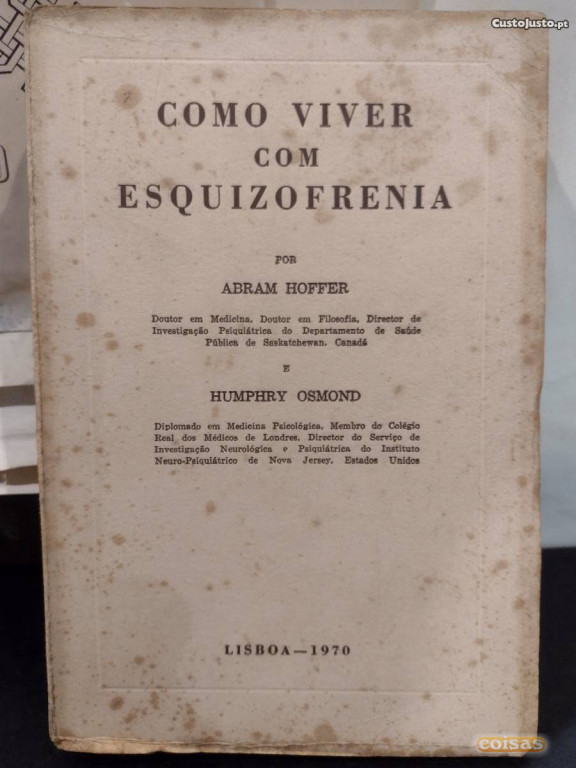 CustoJusto.pt
COMO VIVER
COM
ESQUIZOFRENIA
POR
ABRAM HOFFER
Doutor em Medicina, Doutor em Filosofia, Director de
Investigação Psiquiátrica do Departamento de Saúde
Pública de Saskatchewan, Canadá
E
HUMPHRY OSMOND
Diplomado em Medicina Psicológica, Membro do Colégio
Real dos Médicos de Londres, Director do Serviço de
Investigação Neurológica e Psiquiátrica do Instituto
Neuro-Psiquiátrico de Nova Jersey, Estados Unidos
LISBOA — 1970
coisas